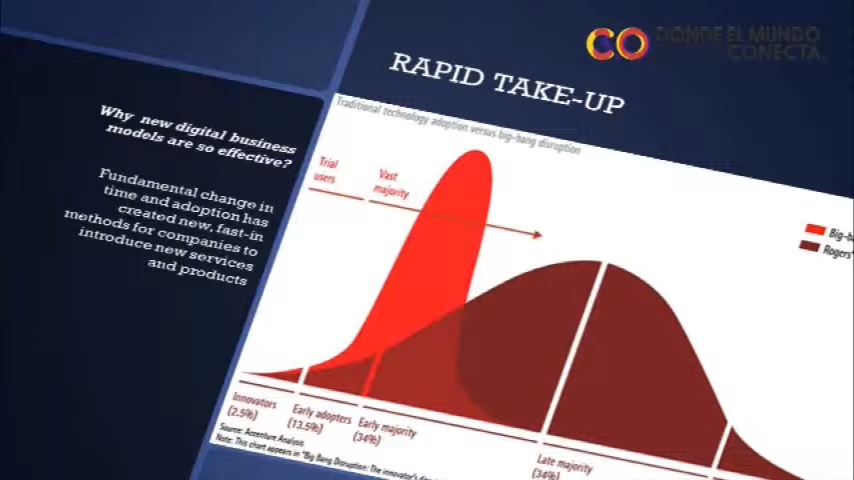 CO DONDE EL MUNDO
CONECTA.
RAPID TAKE-UP
Why new digital business
models are so effective?
Fundamental change in
time and adoption has
created new, fast-in
methods for companies to
introduce new services
and products
Traditional technology adoption versus big-bang disruption
Trial
users
Vast
majority
Rogers'
Innovators
(2.5%)
Early adopters
(13.5%)
Early majority
(34%)
Late majority
(34%)
Source: Accenture Analysis
Note: This chart appears in "Big Bang Disruption: The innovator's